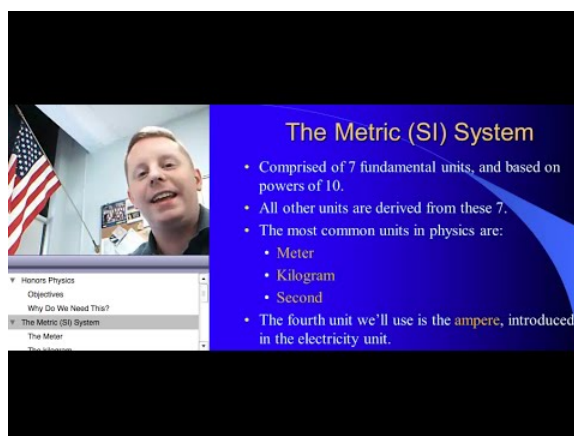 The Metric (SI) System
• Comprised of 7 fundamental units, and based on
powers of 10.
• All other units are derived from these 7.
• The most common units in physics are:
• Meter
• Kilogram
• Second
• The fourth unit we'll use is the ampere, introduced
in the electricity unit.
Honors Physics
Objectives
Why Do We Need This?
The Metric (SI) System
The Meter
The kilogram